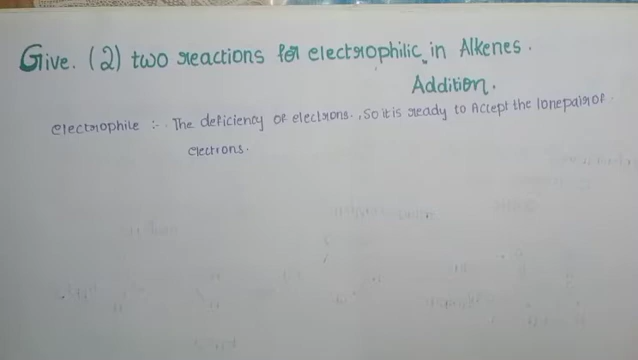 Give. (2) two reactions for electrophilic in Alkenes.
Addition.
electrophile :- The deficiency of electrons., So it is ready to Accept the lonepair of
electrons.